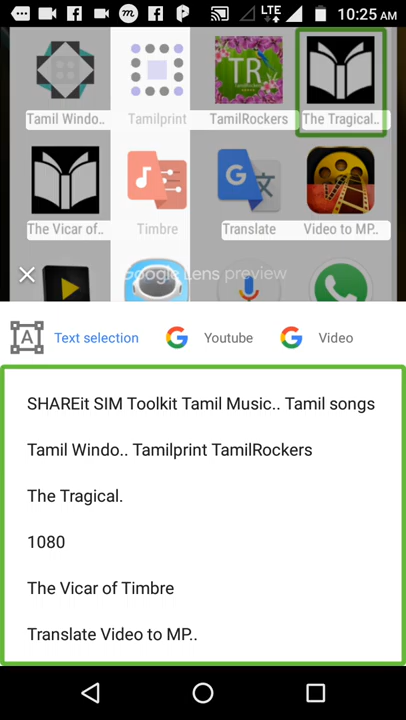 LTE 10:25 AM
Tamil Windo.. Tamilprint TamilRockers The Tragical..
TR
The Vicar of.. Timbre Translate Video to MP..
G
Google Lens preview
A Text selection Youtube Video
SHAREit SIM Toolkit Tamil Music.. Tamil songs
Tamil Windo.. Tamilprint TamilRockers
The Tragical.
1080
The Vicar of Timbre
Translate Video to MP..